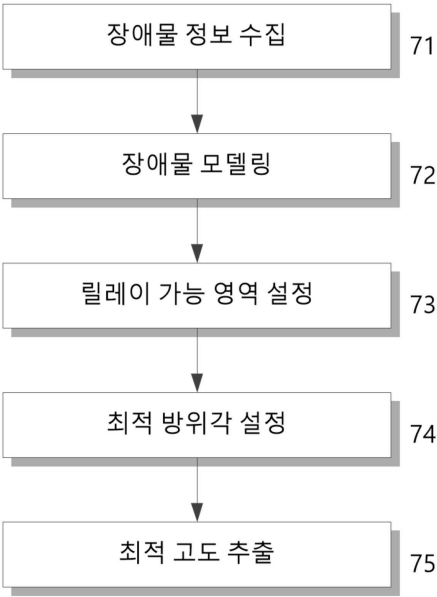 장애물 정보 수집
71
장애물 모델링
72
릴레이 가능 영역 설정
73
최적 방위각 설정
74
최적 고도 추출
75